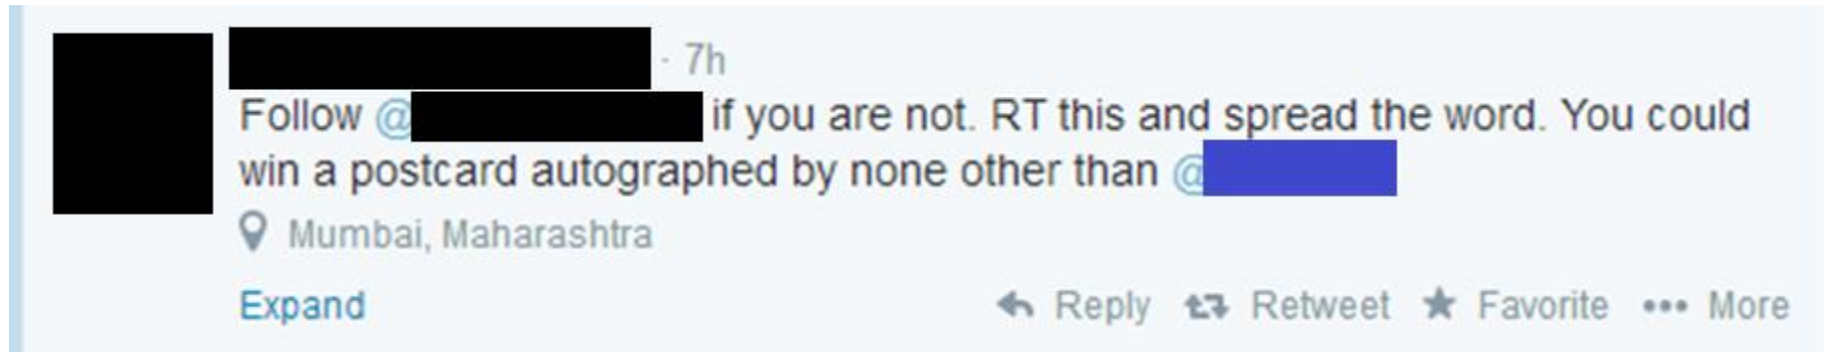 · 7h
Follow @ if you are not. RT this and spread the word. You could
win a postcard autographed by none other than @
Mumbai, Maharashtra
Expand Reply Retweet Favorite ••• More